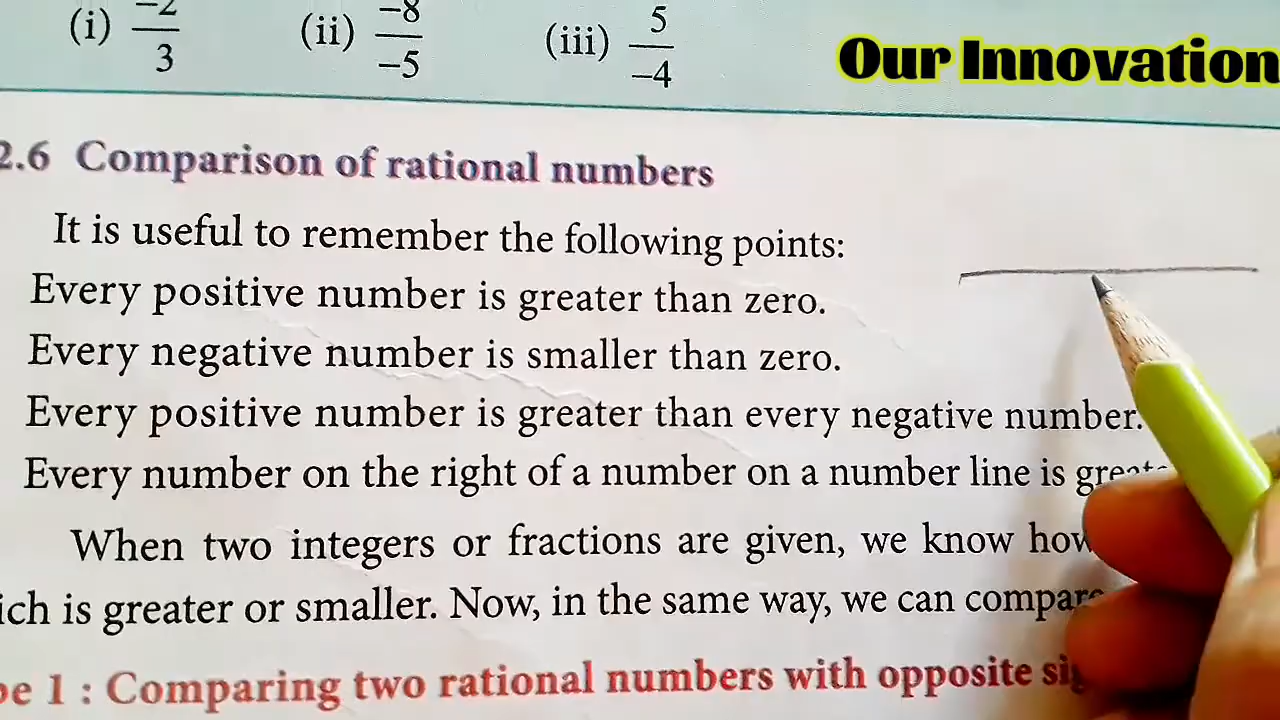 (i) −2/3 (ii) −8/−5 (iii) 5/−4
Our Innovation
2.6 Comparison of rational numbers
It is useful to remember the following points:
Every positive number is greater than zero.
Every negative number is smaller than zero.
Every positive number is greater than every negative number.
Every number on the right of a number on a number line is
When two integers or fractions are given, we know how
is greater or smaller. Now, in the same way, we can compare
1 : Comparing two rational numbers with opposite